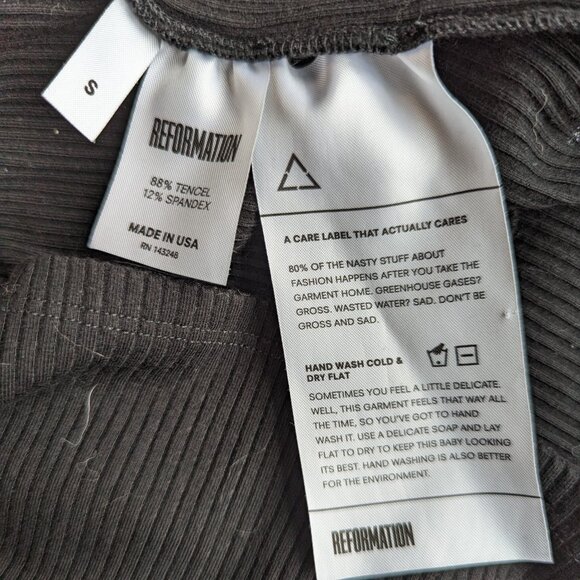 S
REFORMATION
88% TENCEL
12% SPANDEX
MADE IN USA
RN 143248
A CARE LABEL THAT ACTUALLY CARES
80% OF THE NASTY STUFF ABOUT
FASHION HAPPENS AFTER YOU TAKE THE
GARMENT HOME. GREENHOUSE GASES?
GROSS. WASTED WATER? SAD. DON'T BE
GROSS AND SAD.
HAND WASH COLD &
DRY FLAT
SOMETIMES YOU FEEL A LITTLE DELICATE.
WELL, THIS GARMENT FEELS THAT WAY ALL
THE TIME, SO YOU'VE GOT TO HAND
WASH IT. USE A DELICATE SOAP AND LAY
FLAT TO DRY TO KEEP THIS BABY LOOKING
ITS BEST. HAND WASHING IS ALSO BETTER
FOR THE ENVIRONMENT.
REFORMATION